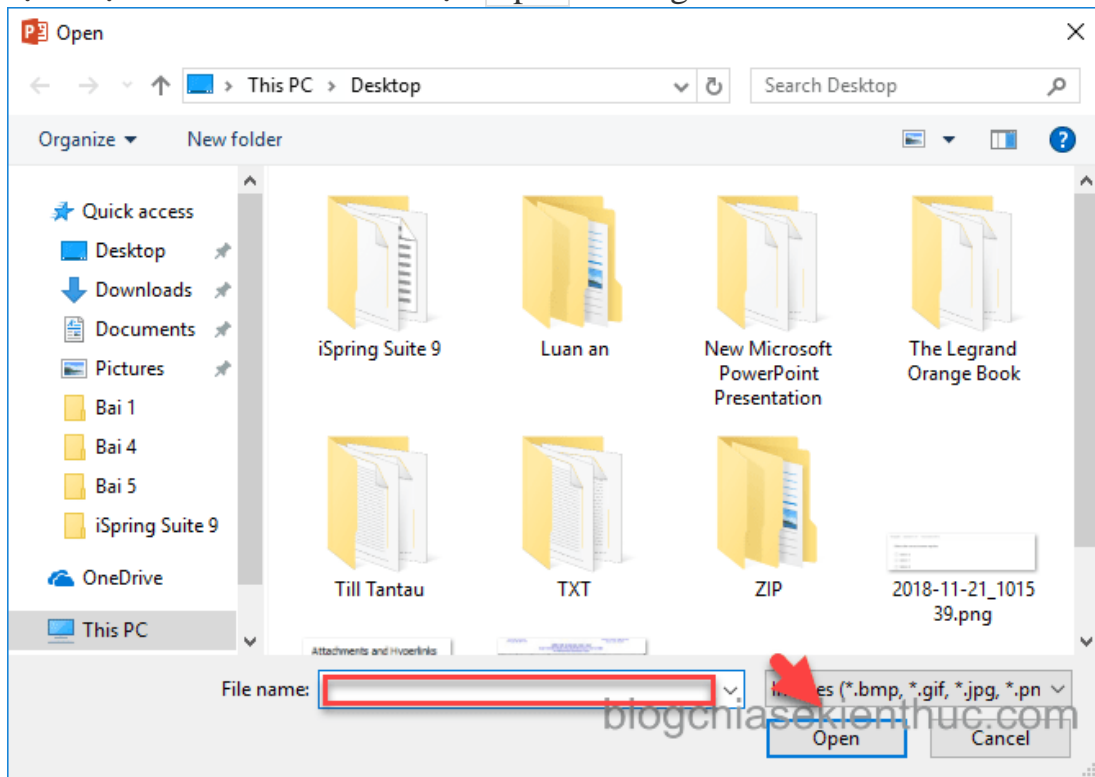 Open
This PC > Desktop
Search Desktop
Organize
New folder
Quick access
Desktop
Downloads
Documents
Pictures
Bai 1
Bai 4
Bai 5
iSpring Suite 9
OneDrive
This PC
iSpring Suite 9
Luan an
New Microsoft
PowerPoint
Presentation
The Legrand
Orange Book
Till Tantau
TXT
ZIP
2018-11-21_1015
39.png
Attachments and Hyperlinks
File name:
(*.bmp, *.gif, *.jpg, *.pn
blogchiasekienthuc.com
Open
Cancel